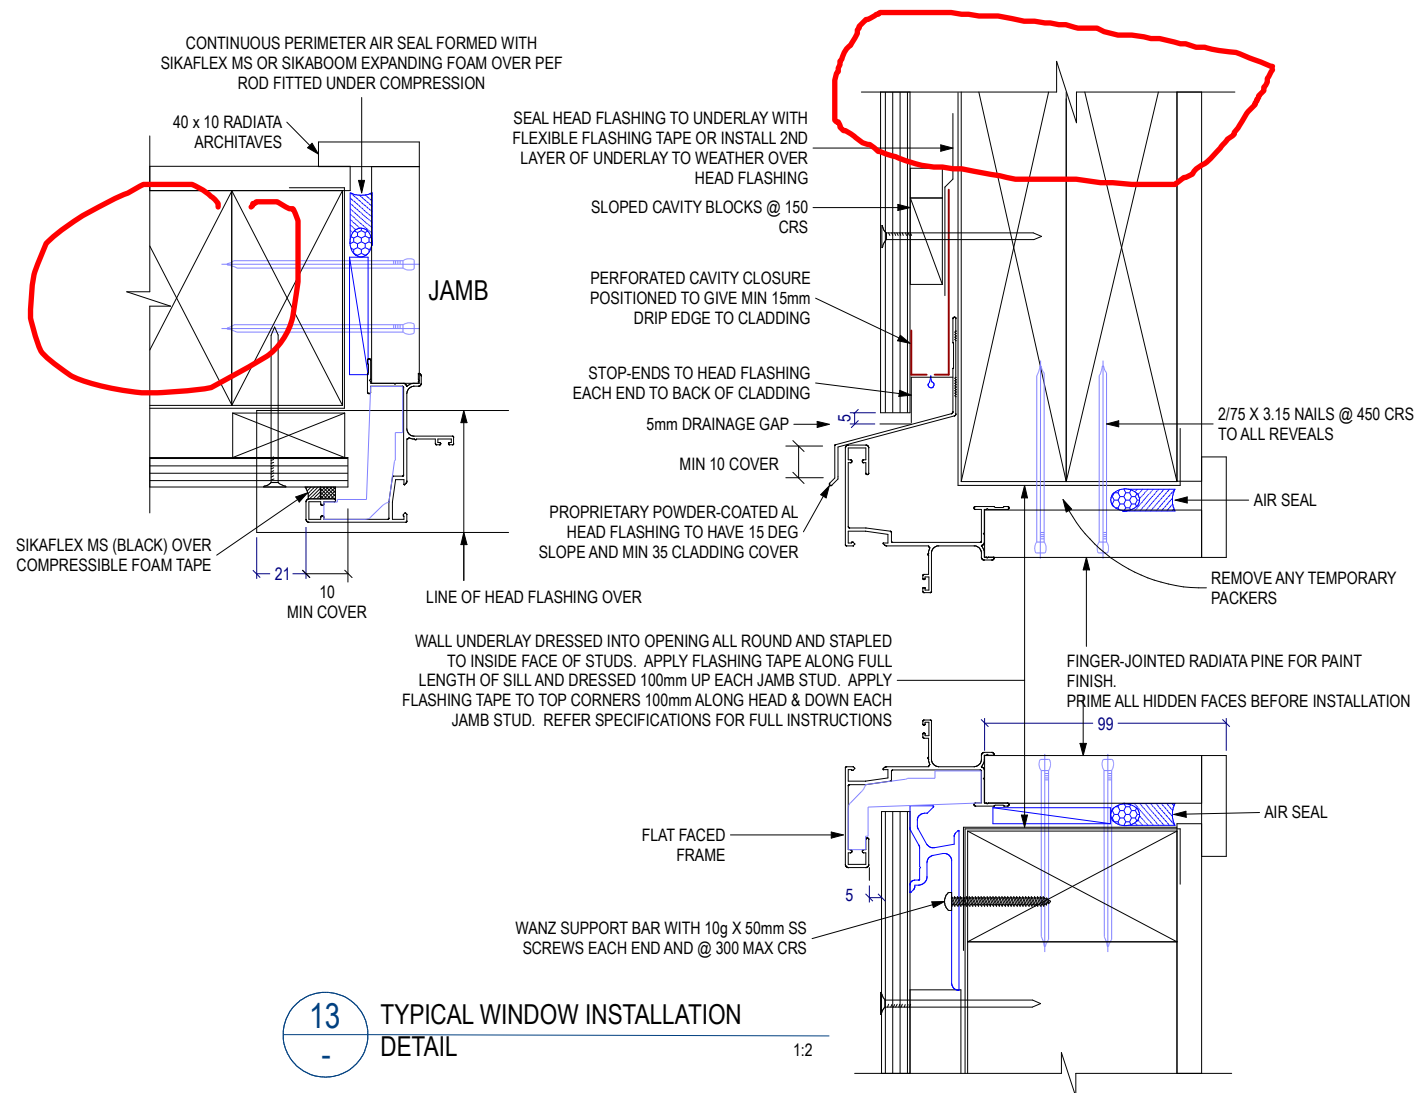 CONTINUOUS PERIMETER AIR SEAL FORMED WITH
SIKAFLEX MS OR SIKABOOM EXPANDING FOAM OVER PEF
ROD FITTED UNDER COMPRESSION
40 x 10 RADIATA
ARCHITAVES
JAMB
SIKAFLEX MS (BLACK) OVER
COMPRESSIBLE FOAM TAPE
21
10
MIN COVER
LINE OF HEAD FLASHING OVER
SEAL HEAD FLASHING TO UNDERLAY WITH
FLEXIBLE FLASHING TAPE OR INSTALL 2ND
LAYER OF UNDERLAY TO WEATHER OVER
HEAD FLASHING
SLOPED CAVITY BLOCKS @ 150
CRS
PERFORATED CAVITY CLOSURE
POSITIONED TO GIVE MIN 15mm
DRIP EDGE TO CLADDING
STOP-ENDS TO HEAD FLASHING
EACH END TO BACK OF CLADDING
5mm DRAINAGE GAP
5
MIN 10 COVER
PROPRIETARY POWDER-COATED AL
HEAD FLASHING TO HAVE 15 DEG
SLOPE AND MIN 35 CLADDING COVER
2/75 X 3.15 NAILS @ 450 CRS
TO ALL REVEALS
AIR SEAL
REMOVE ANY TEMPORARY
PACKERS
WALL UNDERLAY DRESSED INTO OPENING ALL ROUND AND STAPLED
TO INSIDE FACE OF STUDS.  APPLY FLASHING TAPE ALONG FULL
LENGTH OF SILL AND DRESSED 100mm UP EACH JAMB STUD.  APPLY
FLASHING TAPE TO TOP CORNERS 100mm ALONG HEAD & DOWN EACH
JAMB STUD.  REFER SPECIFICATIONS FOR FULL INSTRUCTIONS
FINGER-JOINTED RADIATA PINE FOR PAINT
FINISH.
PRIME ALL HIDDEN FACES BEFORE INSTALLATION
99
AIR SEAL
FLAT FACED
FRAME
5
WANZ SUPPORT BAR WITH 10g X 50mm SS
SCREWS EACH END AND @ 300 MAX CRS
13
-
TYPICAL WINDOW INSTALLATION
DETAIL
1:2